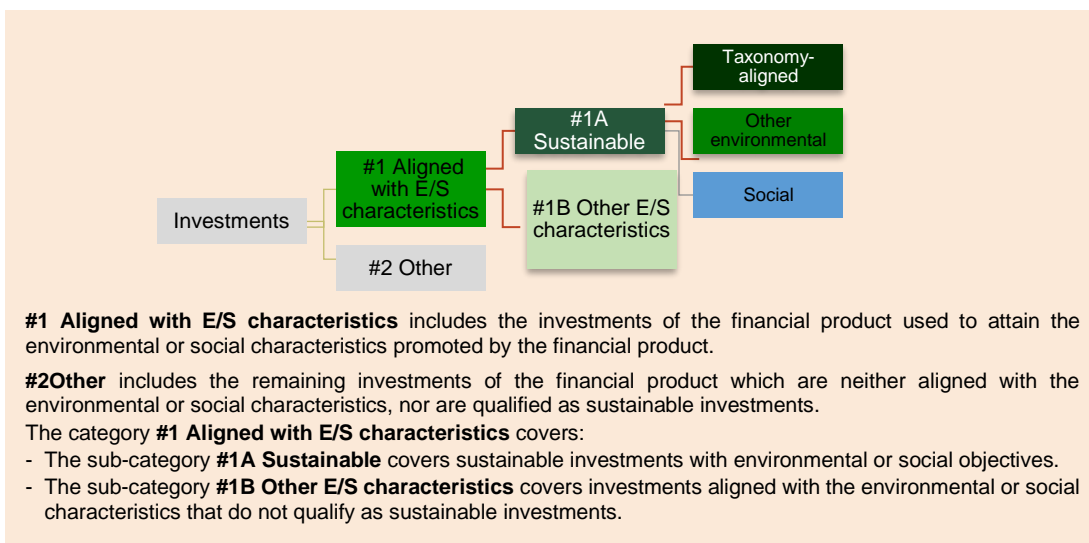 Taxonomy-
aligned
#1A
Sustainable
Other
environmental
#1 Aligned
with E/S
characteristics
Social
#1B Other E/S
characteristics
Investments
#2 Other
#1 Aligned with E/S characteristics includes the investments of the financial product used to attain the
environmental or social characteristics promoted by the financial product.
#2Other includes the remaining investments of the financial product which are neither aligned with the
environmental or social characteristics, nor are qualified as sustainable investments.
The category #1 Aligned with E/S characteristics covers:
- The sub-category #1A Sustainable covers sustainable investments with environmental or social objectives.
- The sub-category #1B Other E/S characteristics covers investments aligned with the environmental or social
characteristics that do not qualify as sustainable investments.